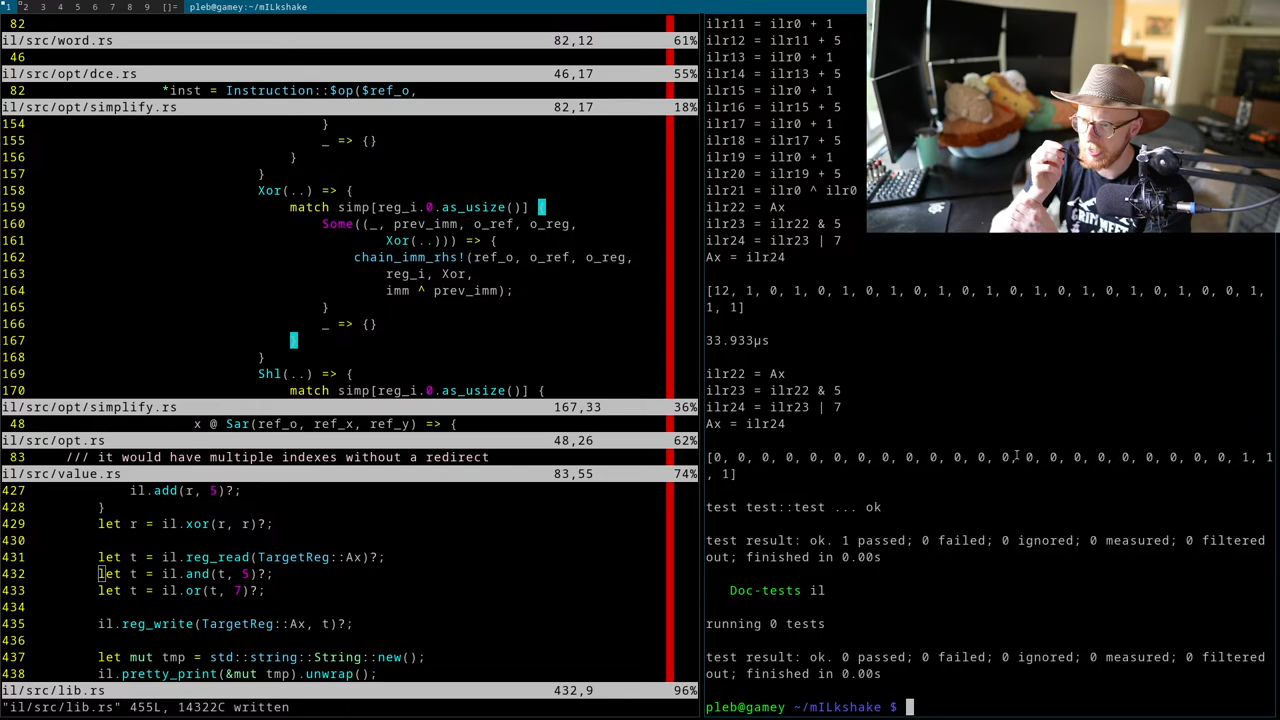 1 2 3 4 5 6 7 8 9 []= pleb@gamey:~/mILkshake
82
il/src/word.rs 82,12 61%
46
il/src/opt/dce.rs 46,17 55%
82 *inst = Instruction::$op($ref_o,
il/src/opt/simplify.rs 82,17 18%
154 }
155 _ => {}
156 }
157 }
158 Xor(..) => {
159 match simp[reg_i.0.as_usize()] {
160 Some((_, prev_imm, o_ref, o_reg,
161 Xor(..))) => {
162 chain_imm_rhs!(ref_o, o_ref, o_reg,
163 reg_i, Xor,
164 imm ^ prev_imm);
165 }
166 _ => {}
167 }
168 }
169 Shl(..) => {
170 match simp[reg_i.0.as_usize()] {
il/src/opt/simplify.rs 167,33 36%
48 x @ Sar(ref_o, ref_x, ref_y) => {
il/src/opt.rs 48,26 62%
83 /// it would have multiple indexes without a redirect
il/src/value.rs 83,55 74%
427 il.add(r, 5)?;
428 }
429 let r = il.xor(r, r)?;
430
431 let t = il.reg_read(TargetReg::Ax)?;
432 let t = il.and(t, 5)?;
433 let t = il.or(t, 7)?;
434
435 il.reg_write(TargetReg::Ax, t)?;
436
437 let mut tmp = std::string::String::new();
438 il.pretty_print(&mut tmp).unwrap();
il/src/lib.rs 432,9 96%
"il/src/lib.rs" 455L, 14322C written
ilr11 = ilr0 + 1
ilr12 = ilr11 + 5
ilr13 = ilr0 + 1
ilr14 = ilr13 + 5
ilr15 = ilr0 + 1
ilr16 = ilr15 + 5
ilr17 = ilr0 + 1
ilr18 = ilr17 + 5
ilr19 = ilr0 + 1
ilr20 = ilr19 + 5
ilr21 = ilr0 ^ ilr0
ilr22 = Ax
ilr23 = ilr22 & 5
ilr24 = ilr23 | 7
Ax = ilr24
[12, 1, 0, 1, 0, 1, 0, 1, 0, 1, 0, 1, 0, 1, 0, 1, 0, 1, 0, 1, 0, 0, 1,
1, 1]
33.933µs
ilr22 = Ax
ilr23 = ilr22 & 5
ilr24 = ilr23 | 7
Ax = ilr24
[0, 0, 0, 0, 0, 0, 0, 0, 0, 0, 0, 0, 0, 0, 0, 0, 0, 0, 0, 0, 0, 0, 1, 1
, 1]
test test::test ... ok
test result: ok. 1 passed; 0 failed; 0 ignored; 0 measured; 0 filtered
out; finished in 0.00s
Doc-tests il
running 0 tests
test result: ok. 0 passed; 0 failed; 0 ignored; 0 measured; 0 filtered
out; finished in 0.00s
pleb@gamey ~/mILkshake $